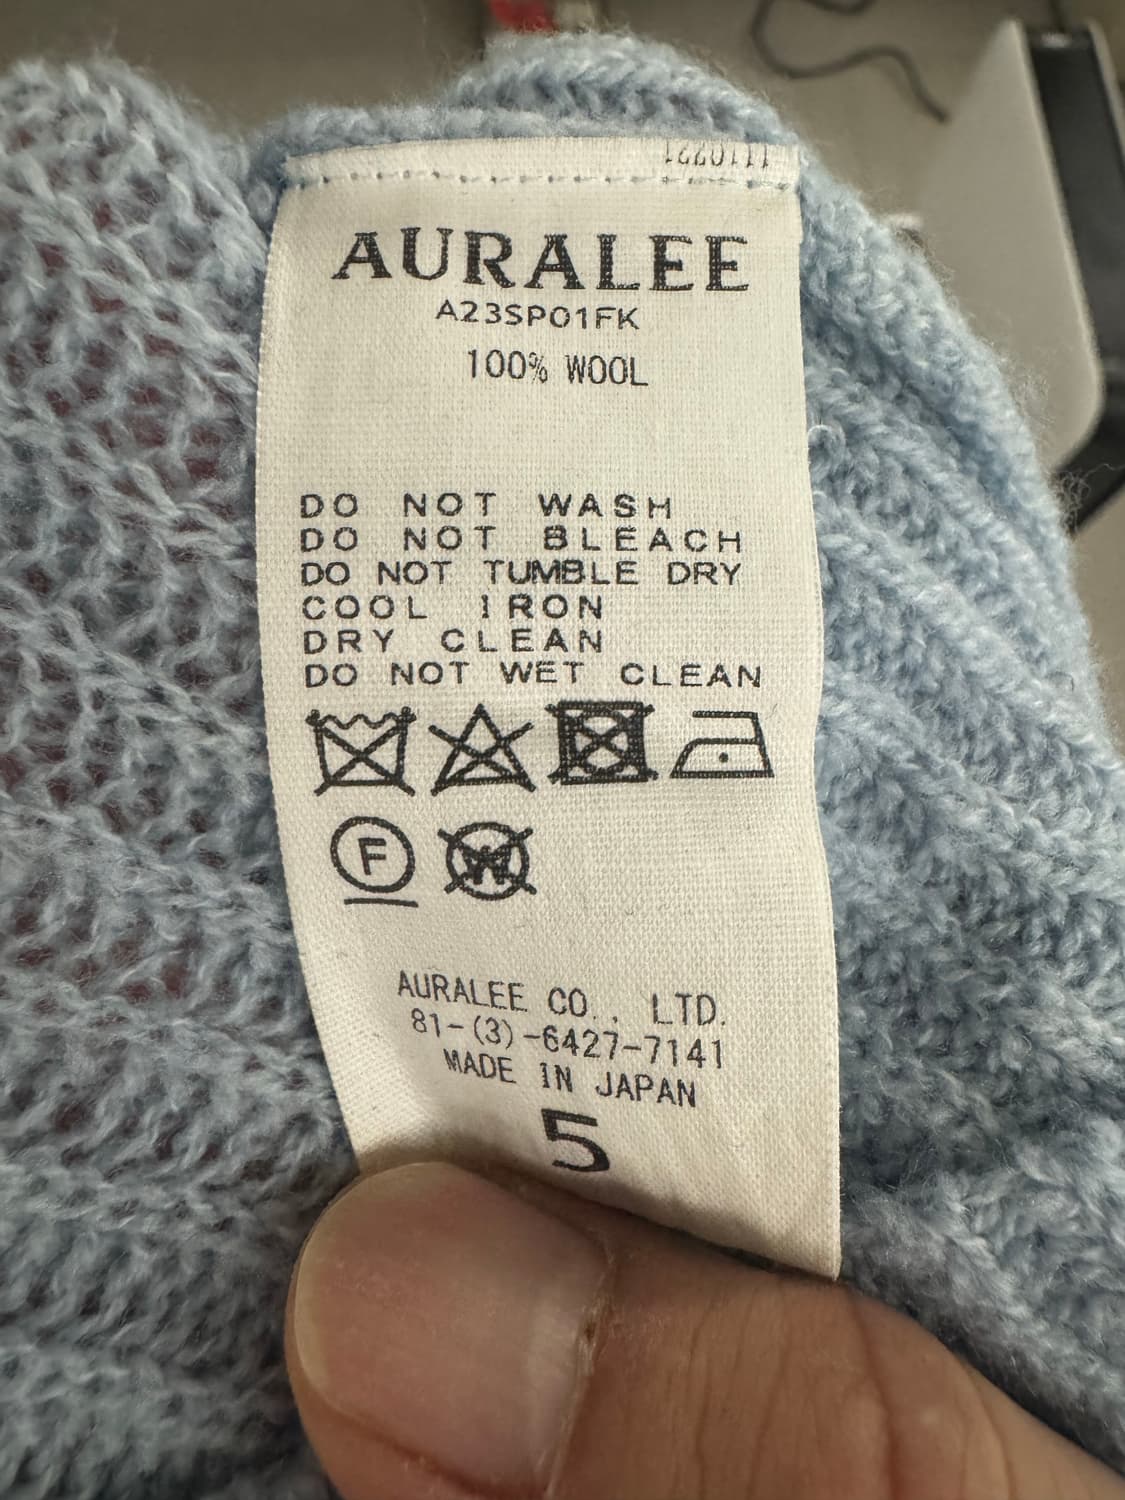 AURALEE
A23SP01FK
100% WOOL
DO NOT WASH
DO NOT BLEACH
DO NOT TUMBLE DRY
COOL IRON
DRY CLEAN
DO NOT WET CLEAN
F W
AURALEE CO., LTD.
81-(3)-6427-7141
MADE IN JAPAN
5